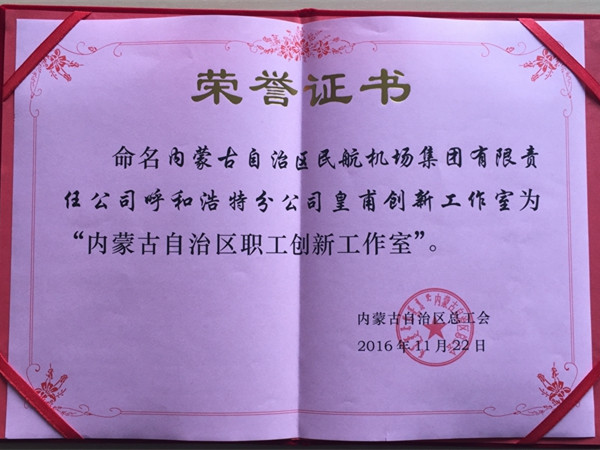 荣誉证书
命名内蒙古自治区民航机场集团有限责
任公司呼和浩特分公司皇甫创新工作室为
“内蒙古自治区职工创新工作室”。
内蒙古自治区总工会
2016年11月22日